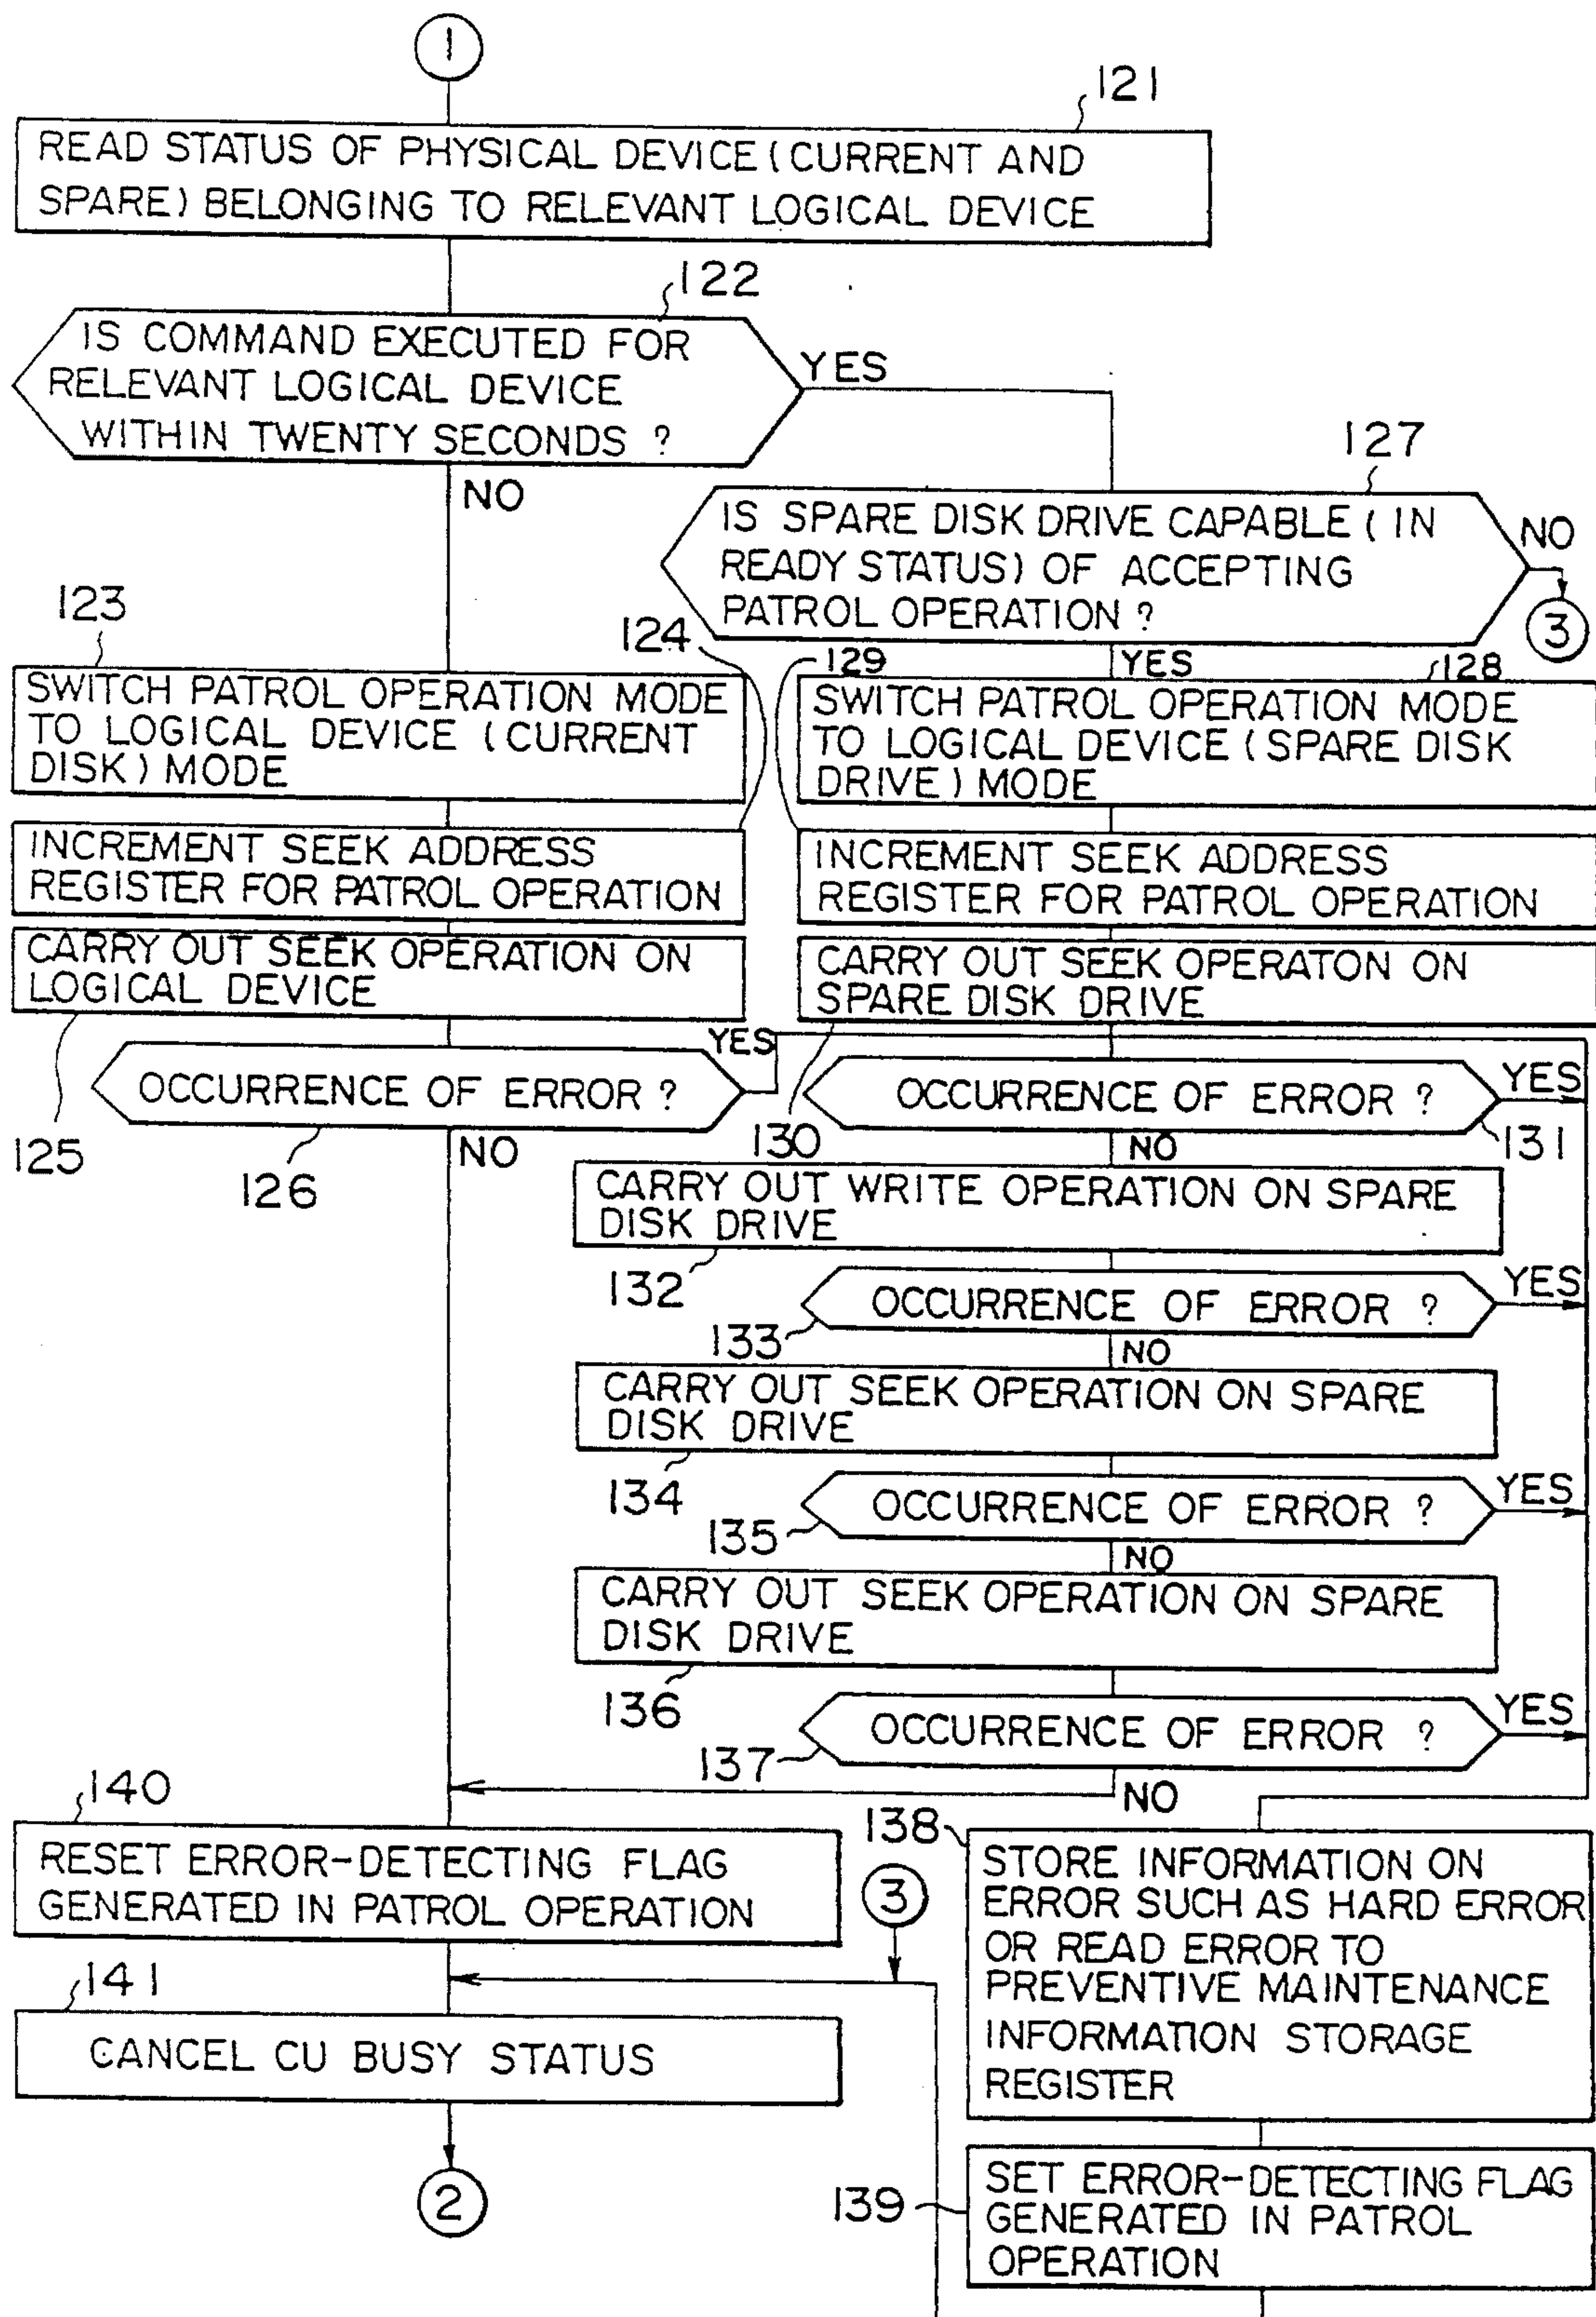 1
121
READ STATUS OF PHYSICAL DEVICE (CURRENT AND
SPARE) BELONGING TO RELEVANT LOGICAL DEVICE
122
IS COMMAND EXECUTED FOR
RELEVANT LOGICAL DEVICE
WITHIN TWENTY SECONDS ?
YES
NO
127
IS SPARE DISK DRIVE CAPABLE (IN
READY STATUS) OF ACCEPTING
PATROL OPERATION ?
NO
3
YES
123
SWITCH PATROL OPERATION MODE
TO LOGICAL DEVICE (CURRENT
DISK) MODE
124
INCREMENT SEEK ADDRESS
REGISTER FOR PATROL OPERATION
CARRY OUT SEEK OPERATION ON
LOGICAL DEVICE
125
OCCURRENCE OF ERROR ?
YES
126
NO
128
SWITCH PATROL OPERATION MODE
TO LOGICAL DEVICE (SPARE DISK
DRIVE) MODE
129
INCREMENT SEEK ADDRESS
REGISTER FOR PATROL OPERATION
CARRY OUT SEEK OPERATON ON
SPARE DISK DRIVE
130
OCCURRENCE OF ERROR ?
YES
131
NO
CARRY OUT WRITE OPERATION ON SPARE
DISK DRIVE
132
OCCURRENCE OF ERROR ?
YES
133
NO
CARRY OUT SEEK OPERATION ON SPARE
DISK DRIVE
134
OCCURRENCE OF ERROR ?
YES
135
NO
CARRY OUT SEEK OPERATION ON SPARE
DISK DRIVE
136
OCCURRENCE OF ERROR ?
YES
137
NO
140
RESET ERROR-DETECTING FLAG
GENERATED IN PATROL OPERATION
3
141
CANCEL CU BUSY STATUS
2
138
STORE INFORMATION ON
ERROR SUCH AS HARD ERROR
OR READ ERROR TO
PREVENTIVE MAINTENANCE
INFORMATION STORAGE
REGISTER
139
SET ERROR-DETECTING FLAG
GENERATED IN PATROL
OPERATION